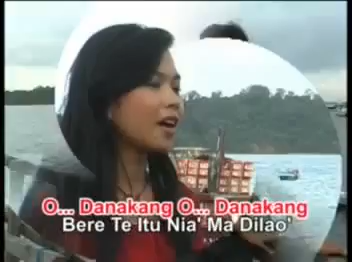 O... Danakang O... Danakang
Bere Te Itu Nia' Ma Dilao'